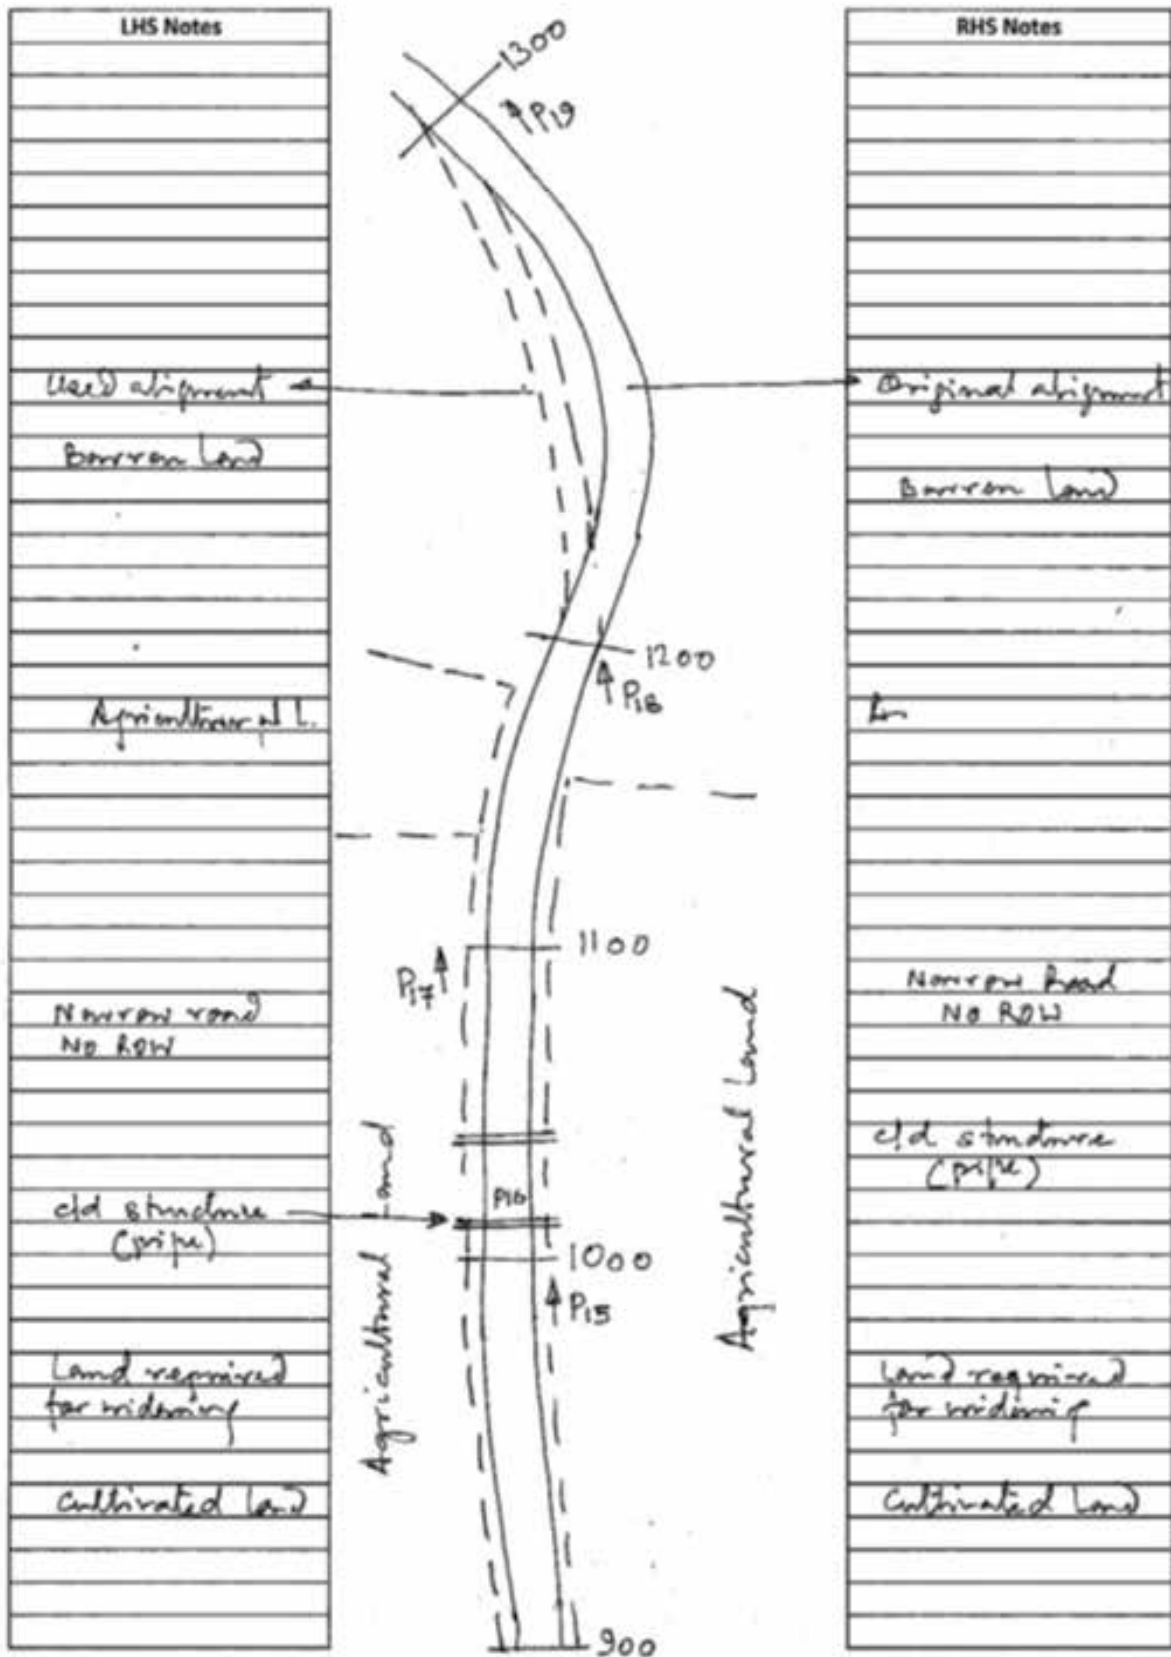 LHS Notes
Used alignment
Barren Land
Agricultural L.
Narrow road
NO ROW
c/d structure
(pipe)
Land required
for widening
Cultivated Land
1300
P19
1200
P18
1100
P17
P16
1000
P15
900
Agricultural Land
Agricultural Land
RHS Notes
Original alignment
Barren Land
Narrow Road
NO ROW
c/d structure
(pipe)
Land required
for widening
Cultivated Land